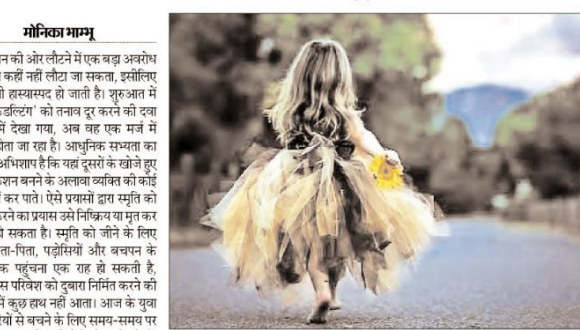 मोनिका भाम्भू
न की ओर लौटने में एक बड़ा अवरोध
कहीं नहीं लौटा जा सकता, इसीलिए
ो हास्यास्पद हो जाती है। शुरुआत में
डल्टिंग' को तनाव दूर करने की दवा
में देखा गया, अब वह एक मर्ज में
होता जा रहा है। आधुनिक सभ्यता का
अभिशाप है कि यहां दूसरों के खोजे हुए
शन बनने के अलावा व्यक्ति की कोई
कर पाते। ऐसे प्रयासों द्वारा स्मृति को
रने का प्रयास उसे निष्क्रिय या मृत कर
ो सकता है। स्मृति को जीने के लिए
ता-पिता, पड़ोसियों और बचपन के
क पहुंचना एक राह हो सकती है,
स परिवेश को दुबारा निर्मित करने की
में कुछ हाथ नहीं आता। आज के युवा
यों से बचने के लिए समय-समय पर